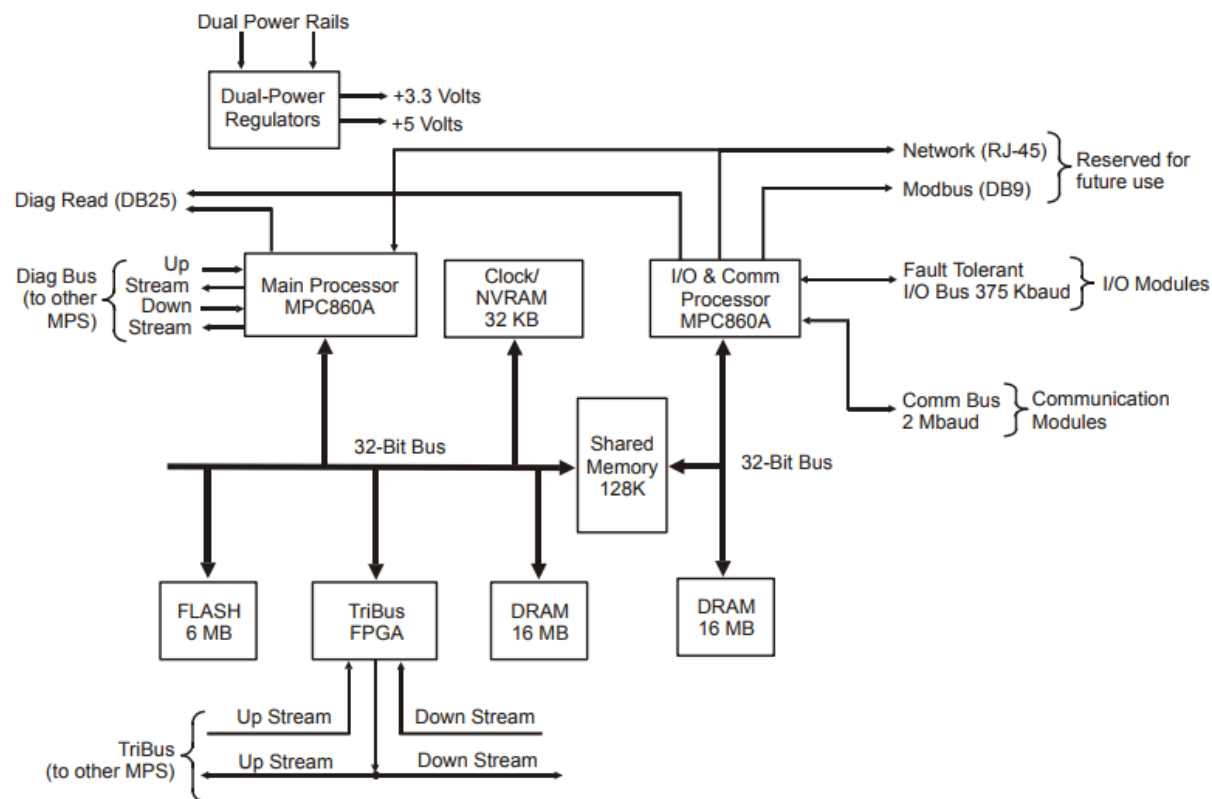 Dual Power Rails
Dual-Power
Regulators
+3.3 Volts
+5 Volts
Network (RJ-45)
Modbus (DB9)
Reserved for
future use
Diag Read (DB25)
Diag Bus
(to other
MPS)
Up
Stream
Down
Stream
Main Processor
MPC860A
Clock/
NVRAM
32 KB
I/O & Comm
Processor
MPC860A
Fault Tolerant
I/O Bus 375 Kbaud
I/O Modules
Comm Bus
2 Mbaud
Communication
Modules
32-Bit Bus
Shared
Memory
128K
32-Bit Bus
FLASH
6 MB
TriBus
FPGA
DRAM
16 MB
DRAM
16 MB
TriBus
(to other MPS)
Up Stream
Down Stream
Up Stream
Down Stream